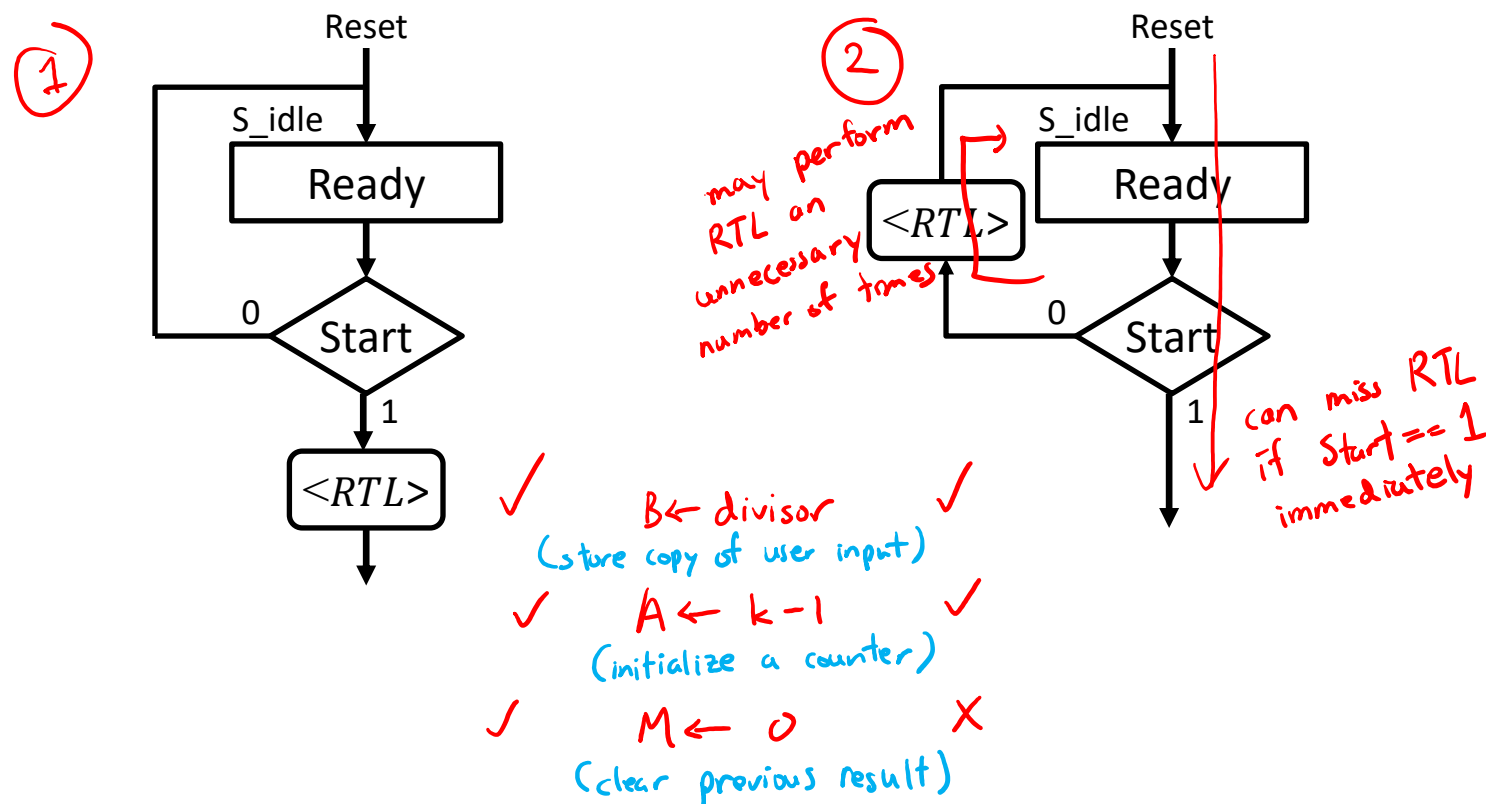 1
Reset
S_idle
Ready
0
Start
1
<RTL>
2
Reset
S_idle
Ready
may perform
RTL an
unnecessary
number of times
<RTL>
0
Start
1
can miss RTL
if Start == 1
immediately
✓ B ← divisor ✓
(store copy of user input)
✓ A ← k - 1 ✓
(initialize a counter)
✓ M ← 0 X
(clear previous result)